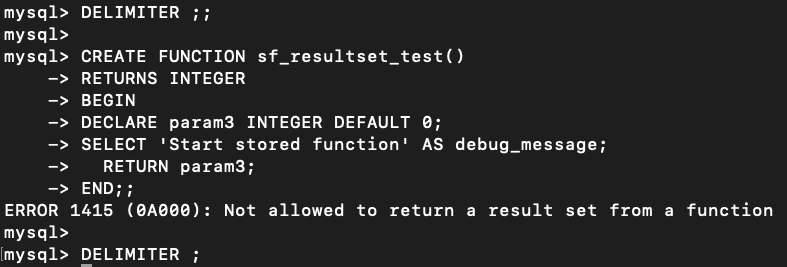 mysql> DELIMITER ;;
mysql>
mysql> CREATE FUNCTION sf_resultset_test()
    -> RETURNS INTEGER
    -> BEGIN
    -> DECLARE param3 INTEGER DEFAULT 0;
    -> SELECT 'Start stored function' AS debug_message;
    ->   RETURN param3;
    -> END;;
ERROR 1415 (0A000): Not allowed to return a result set from a function
mysql>
mysql> DELIMITER ;